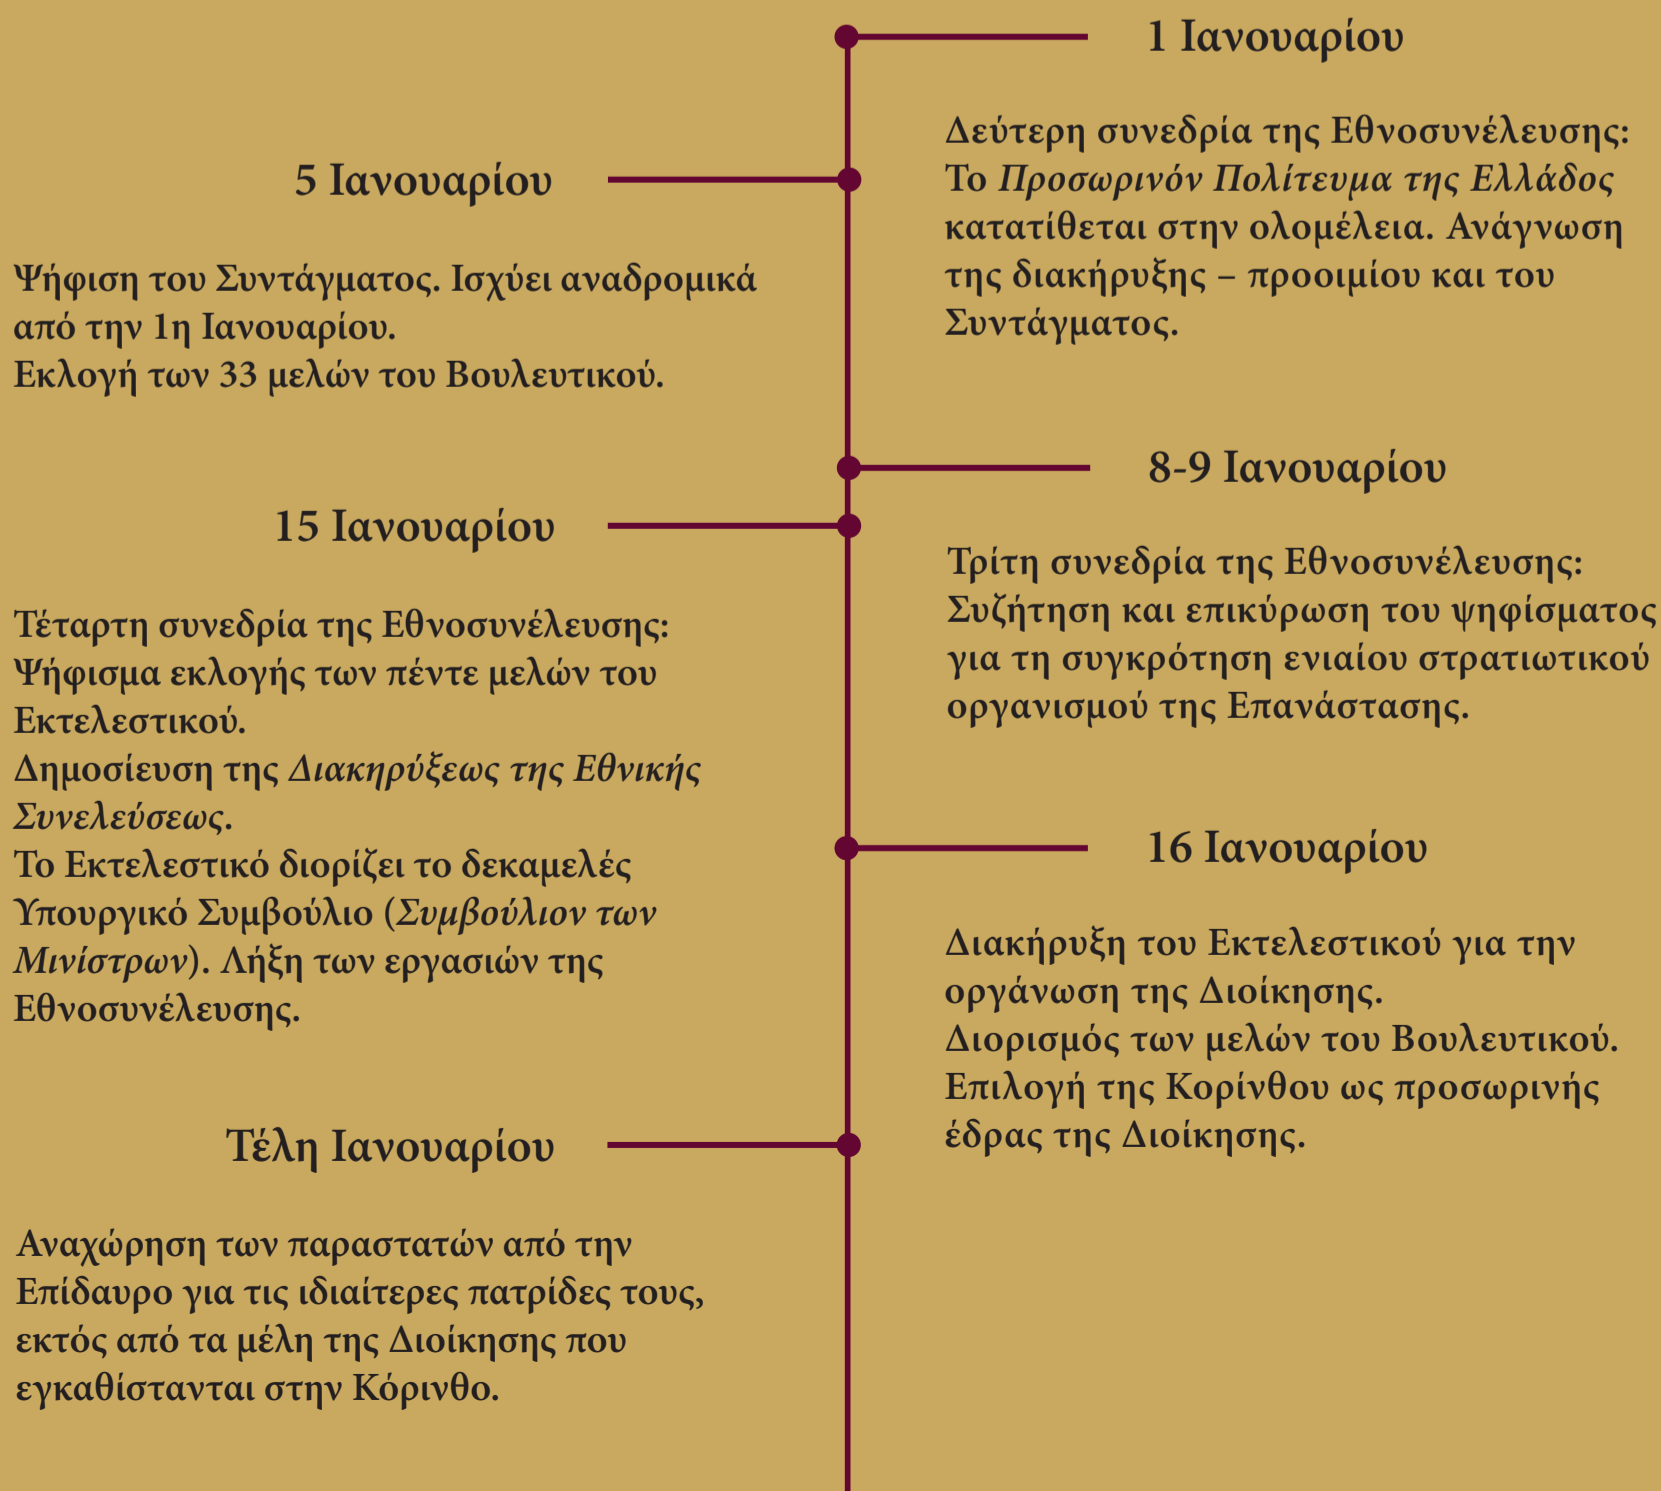 1 Ιανουαρίου
Δεύτερη συνεδρία της Εθνοσυνέλευσης:
Το Προσωρινόν Πολίτευμα της Ελλάδος
κατατίθεται στην ολομέλεια. Ανάγνωση
της διακήρυξης – προοιμίου και του
Συντάγματος.
5 Ιανουαρίου
Ψήφιση του Συντάγματος. Ισχύει αναδρομικά
από την 1η Ιανουαρίου.
Εκλογή των 33 μελών του Βουλευτικού.
8-9 Ιανουαρίου
Τρίτη συνεδρία της Εθνοσυνέλευσης:
Συζήτηση και επικύρωση του ψηφίσματος
για τη συγκρότηση ενιαίου στρατιωτικού
οργανισμού της Επανάστασης.
15 Ιανουαρίου
Τέταρτη συνεδρία της Εθνοσυνέλευσης:
Ψήφισμα εκλογής των πέντε μελών του
Εκτελεστικού.
Δημοσίευση της Διακηρύξεως της Εθνικής
Συνελεύσεως.
Το Εκτελεστικό διορίζει το δεκαμελές
Υπουργικό Συμβούλιο (Συμβούλιον των
Μινίστρων). Λήξη των εργασιών της
Εθνοσυνέλευσης.
16 Ιανουαρίου
Διακήρυξη του Εκτελεστικού για την
οργάνωση της Διοίκησης.
Διορισμός των μελών του Βουλευτικού.
Επιλογή της Κορίνθου ως προσωρινής
έδρας της Διοίκησης.
Τέλη Ιανουαρίου
Αναχώρηση των παραστατών από την
Επίδαυρο για τις ιδιαίτερες πατρίδες τους,
εκτός από τα μέλη της Διοίκησης που
εγκαθίστανται στην Κόρινθο.